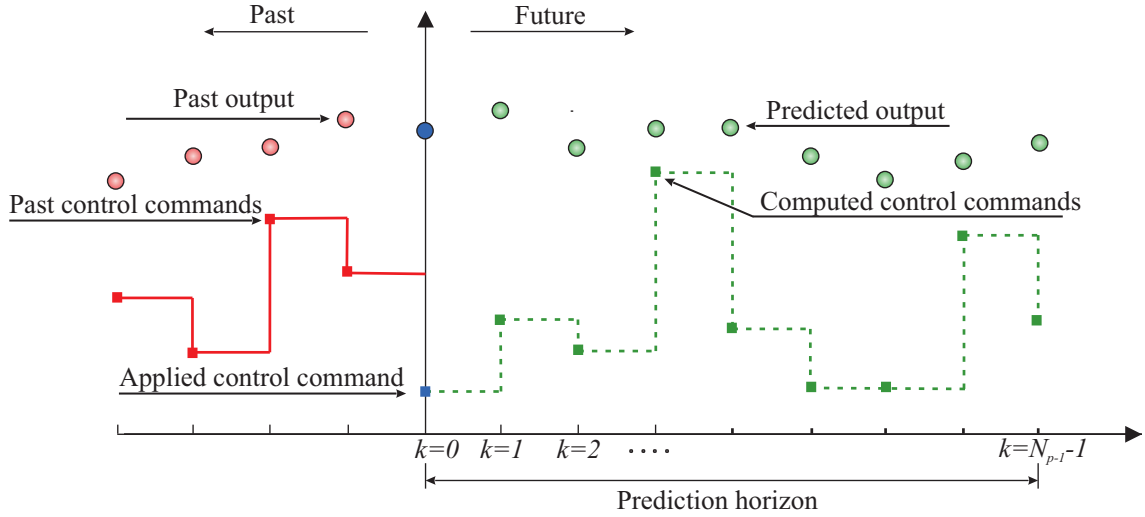 Past
Future
Past output
Predicted output
Past control commands
Computed control commands
Applied control command
k=0
k=1
k=2
....
k=Np-1-1
Prediction horizon